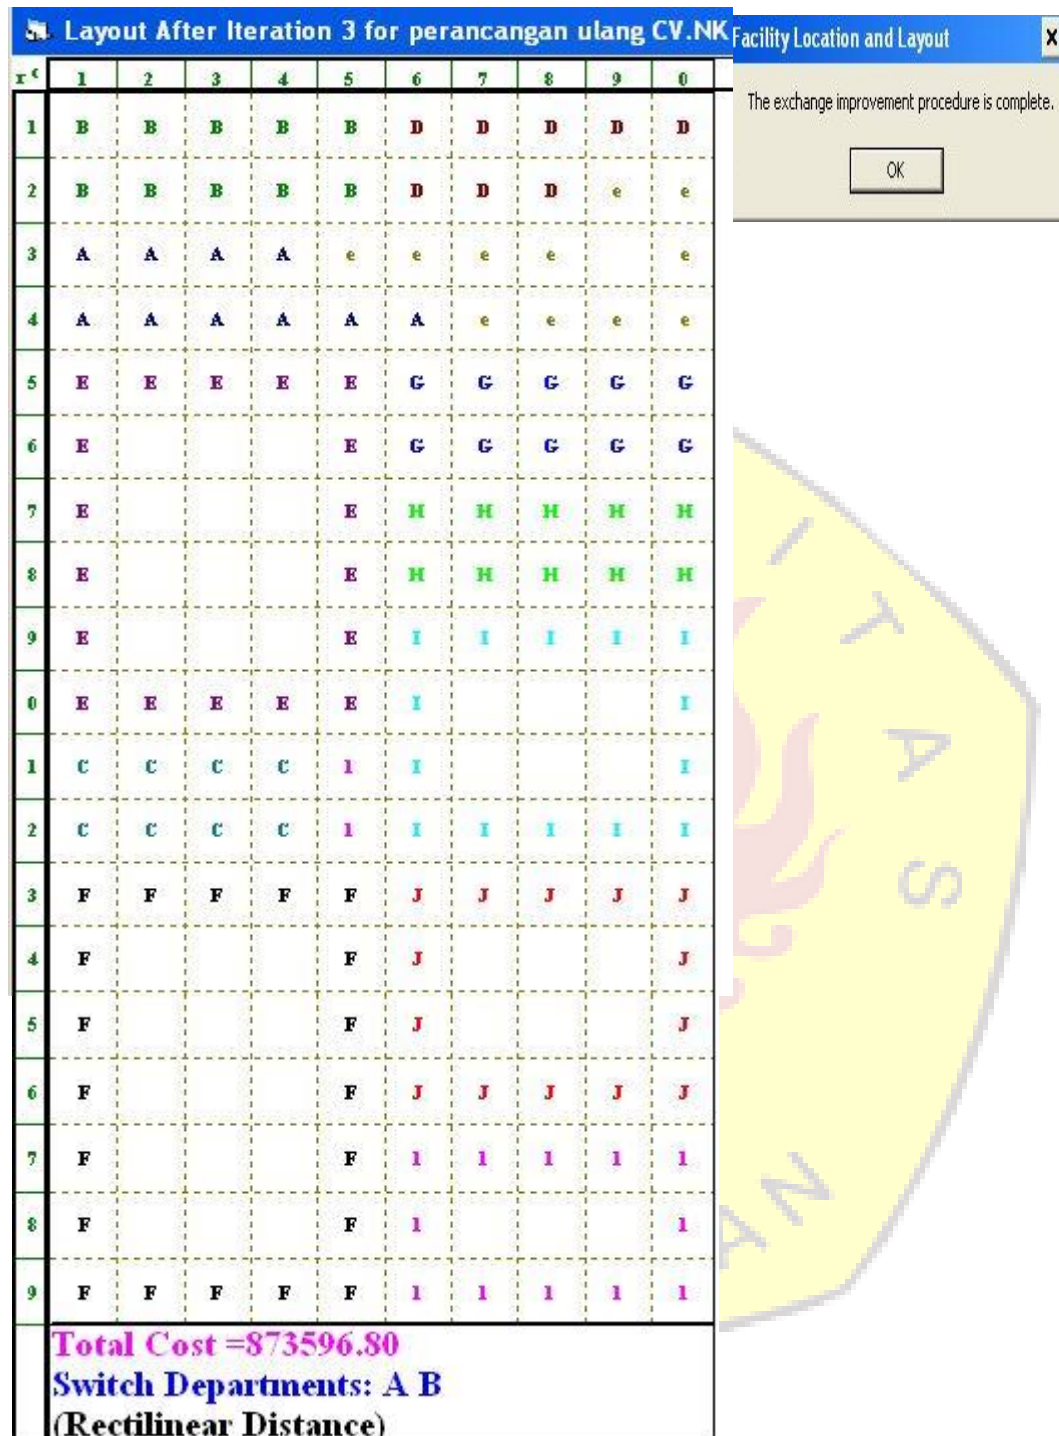 Layout After Iteration 3 for perancangan ulang CV.NK
r c 1 2 3 4 5 6 7 8 9 0
1 B B B B B D D D D D
2 B B B B B D D D e e
3 A A A A e e e e e
4 A A A A A A e e e e
5 E E E E E G G G G G
6 E E G G G G G
7 E E H H H H H
8 E E H H H H H
9 E E I I I I I
0 E E E E E I I
1 C C C C 1 I I
2 C C C C 1 I I I I I
3 F F F F F J J J J J
4 F F J J
5 F F J J
6 F F J J J J J
7 F F 1 1 1 1 1
8 F F 1 1
9 F F F F F 1 1 1 1 1
Total Cost =873596.80
Switch Departments: A B
(Rectilinear Distance)
Facility Location and Layout
The exchange improvement procedure is complete.
OK
I T A S
N A